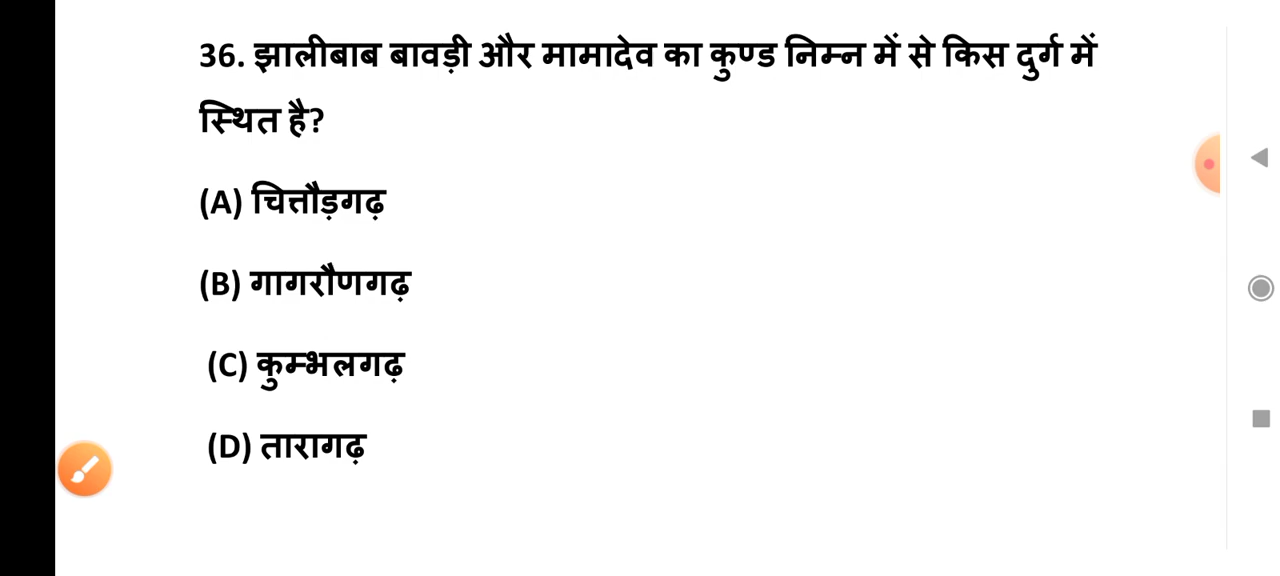 36. झालीबाब बावड़ी और मामादेव का कुण्ड निम्न में से किस दुर्ग में
स्थित है?
(A) चित्तौड़गढ़
(B) गागरौणगढ़
(C) कुम्भलगढ़
(D) तारागढ़